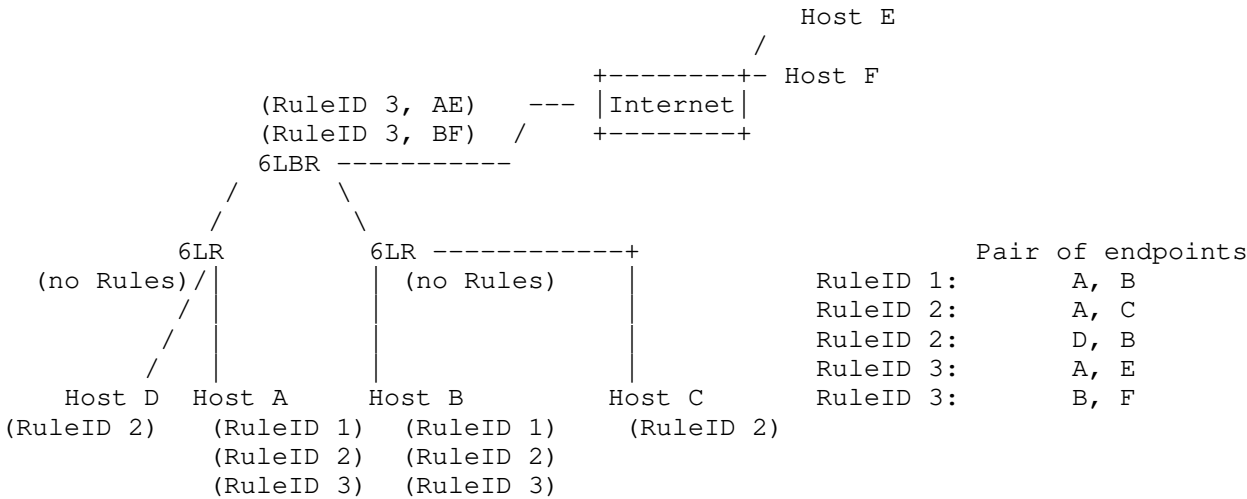 Host E
/
+--------+- Host F
(RuleID 3, AE)   --- |Internet|
(RuleID 3, BF)  /    +--------+
6LBR -----------
/      \
/        \
6LR          6LR ------------+                     Pair of endpoints
(no Rules)/|          | (no Rules)     |           RuleID 1:       A, B
/ |          |                |           RuleID 2:       A, C
/  |          |                |           RuleID 2:       D, B
/   |          |                |           RuleID 3:       A, E
Host D  Host A     Host B           Host C       RuleID 3:       B, F
(RuleID 2)   (RuleID 1)  (RuleID 1)     (RuleID 2)
(RuleID 2)  (RuleID 2)
(RuleID 3)  (RuleID 3)